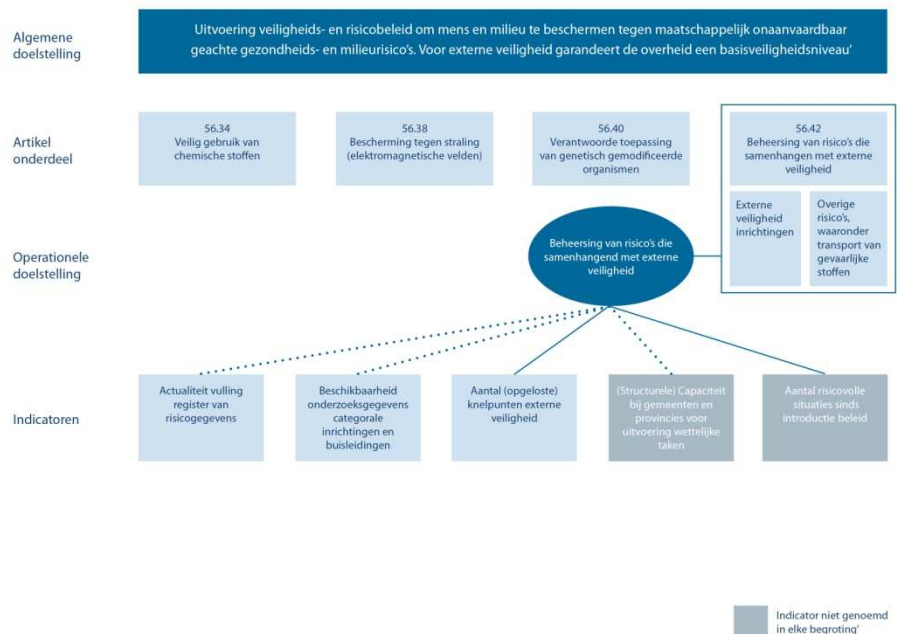 Algemene
doelstelling
Uitvoering veiligheids- en risicobeleid om mens en milieu te beschermen tegen maatschappelijk onaanvaardbaar
geachte gezondheids- en milieurisico's. Voor externe veiligheid garandeert de overheid een basisveiligheidsniveau'
Artikel
onderdeel
56.34
Veilig gebruik van
chemische stoffen
56.38
Bescherming tegen straling
(elektromagnetische velden)
56.40
Verantwoorde toepassing
van genetisch gemodificeerde
organismen
56.42
Beheersing van risico's die
samenhangen met externe
veiligheid
Externe
veiligheid
inrichtingen
Overige
risico's,
waaronder
transport van
gevaarlijke
stoffen
Operationele
doelstelling
Beheersing van risico's die
samenhangend met externe
veiligheid
Indicatoren
Actualiteit vulling
register van
risicogegevens
Beschikbaarheid
onderzoeksgegevens
categorale
inrichtingen en
buisleidingen
Aantal (opgeloste)
knelpunten externe
veiligheid
(Structurele) Capaciteit
bij gemeenten en
provincies voor
uitvoering wettelijke
taken
Aantal risicovolle
situaties sinds
introductie beleid
Indicator niet genoemd
in elke begroting'